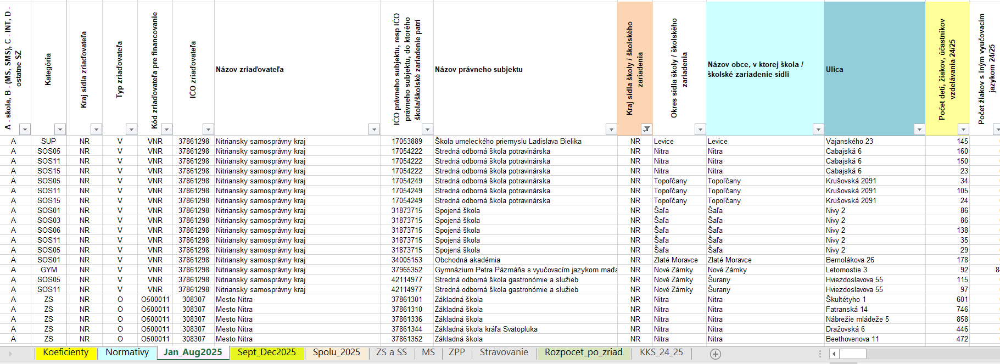 A - skola, B - (MS, SMS), C - INT, D -
ostatne SZ
Kategória
Kraj sídla zriaďovateľa
Typ zriaďovateľa
Kód zriaďovateľa pre financovanie
IČO zriaďovateľa
Názov zriaďovateľa
IČO právneho subjektu, resp IČO
právneho subjektu, do ktorého
škola/školské zariadenie patrí
Názov právneho subjektu
Kraj sídla školy / školského
zariadenia
Okres sídla školy / školského
zariadenia
Názov obce, v ktorej škola /
školské zariadenie sídli
Ulica
Počet detí, žiakov, účastníkov
vzdelávania 24/25
Počet žiakov s iným vyučovacím
jazykom 24/25
A SUP NR V VNR 37861298 Nitriansky samosprávny kraj 17053889 Škola umeleckého priemyslu Ladislava Bielika NR Levice Levice Vajanského 23 145
A SOS05 NR V VNR 37861298 Nitriansky samosprávny kraj 17054222 Stredná odborná škola potravinárska NR Nitra Nitra Cabajská 6 160
A SOS11 NR V VNR 37861298 Nitriansky samosprávny kraj 17054222 Stredná odborná škola potravinárska NR Nitra Nitra Cabajská 6 150
A SOS15 NR V VNR 37861298 Nitriansky samosprávny kraj 17054222 Stredná odborná škola potravinárska NR Nitra Nitra Cabajská 6 23
A SOS05 NR V VNR 37861298 Nitriansky samosprávny kraj 17054249 Stredná odborná škola potravinárska NR Topoľčany Topoľčany Krušovská 2091 34
A SOS11 NR V VNR 37861298 Nitriansky samosprávny kraj 17054249 Stredná odborná škola potravinárska NR Topoľčany Topoľčany Krušovská 2091 105
A SOS15 NR V VNR 37861298 Nitriansky samosprávny kraj 17054249 Stredná odborná škola potravinárska NR Topoľčany Topoľčany Krušovská 2091 24
A SOS01 NR V VNR 37861298 Nitriansky samosprávny kraj 31873715 Spojená škola NR Šaľa Šaľa Nivy 2 86
A SOS03 NR V VNR 37861298 Nitriansky samosprávny kraj 31873715 Spojená škola NR Šaľa Šaľa Nivy 2 86
A SOS06 NR V VNR 37861298 Nitriansky samosprávny kraj 31873715 Spojená škola NR Šaľa Šaľa Nivy 2 138
A SOS11 NR V VNR 37861298 Nitriansky samosprávny kraj 31873715 Spojená škola NR Šaľa Šaľa Nivy 2 35
A SOS05 NR V VNR 37861298 Nitriansky samosprávny kraj 31873715 Spojená škola NR Šaľa Šaľa Nivy 2 29
A SOS01 NR V VNR 37861298 Nitriansky samosprávny kraj 34005153 Obchodná akadémia NR Zlaté Moravce Zlaté Moravce Bernolákova 26 178
A GYM NR V VNR 37861298 Nitriansky samosprávny kraj 37965352 Gymnázium Petra Pázmáňa s vyučovacím jazykom maďa NR Nové Zámky Nové Zámky Letomostie 3 92
A SOS05 NR V VNR 37861298 Nitriansky samosprávny kraj 42114977 Stredná odborná škola gastronómie a služieb NR Nové Zámky Šurany Hviezdoslavova 55 115
A SOS11 NR V VNR 37861298 Nitriansky samosprávny kraj 42114977 Stredná odborná škola gastronómie a služieb NR Nové Zámky Šurany Hviezdoslavova 55 97
A ZS NR O O500011 308307 Mesto Nitra 37861301 Základná škola NR Nitra Nitra Škultétyho 1 601
A ZS NR O O500011 308307 Mesto Nitra 37861310 Základná škola NR Nitra Nitra Fatranská 14 746
A ZS NR O O500011 308307 Mesto Nitra 37861336 Základná škola NR Nitra Nitra Nábrežie mládeže 5 858
A ZS NR O O500011 308307 Mesto Nitra 37861344 Základná škola kráľa Svätopluka NR Nitra Nitra Dražovská 6 446
A ZS NR O O500011 308307 Mesto Nitra 37861352 Základná škola NR Nitra Nitra Beethovenova 11 472
Koeficienty Normativy Jan_Aug2025 Sept_Dec2025 Spolu_2025 ZS a SS MS ZPP Stravovanie Rozpocet_po_zriad KKS_24_25